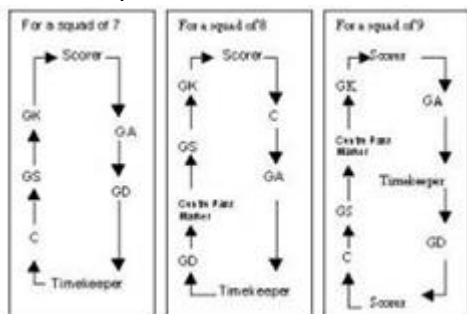 For a squad of 7
Scorer
GK
GA
GS
GD
C
Timekeeper
For a squad of 8
Scorer
GK
C
GS
GA
Centre Pass
Marker
GD
Timekeeper
For a squad of 9
Scorer
GK
GA
Centre Pass
Marker
Timekeeper
GS
GD
C
Scorer